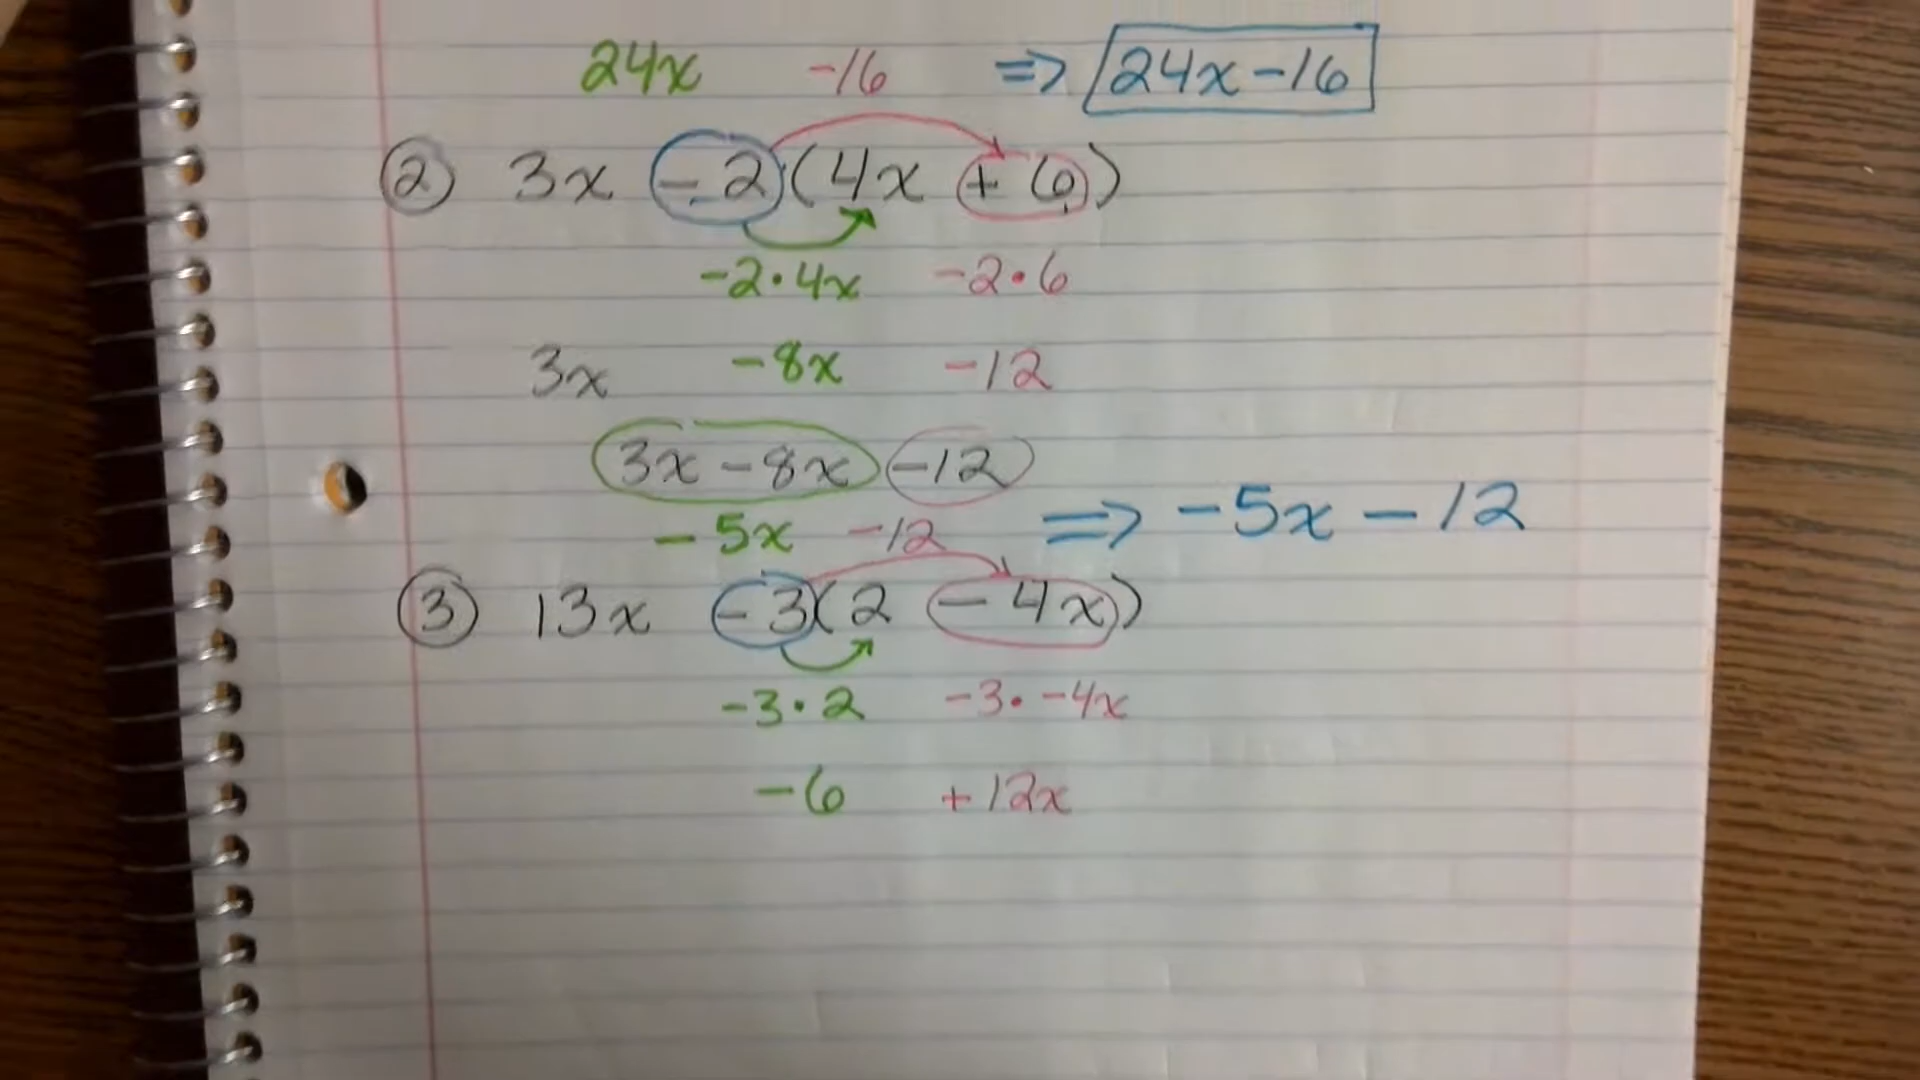 24x -16 => 24x-16
② 3x - 2(4x + 6)
-2·4x -2·6
3x -8x -12
3x - 8x -12
- 5x -12 => -5x - 12
③ 13x -3(2 - 4x)
-3·2 -3·-4x
-6 +12x